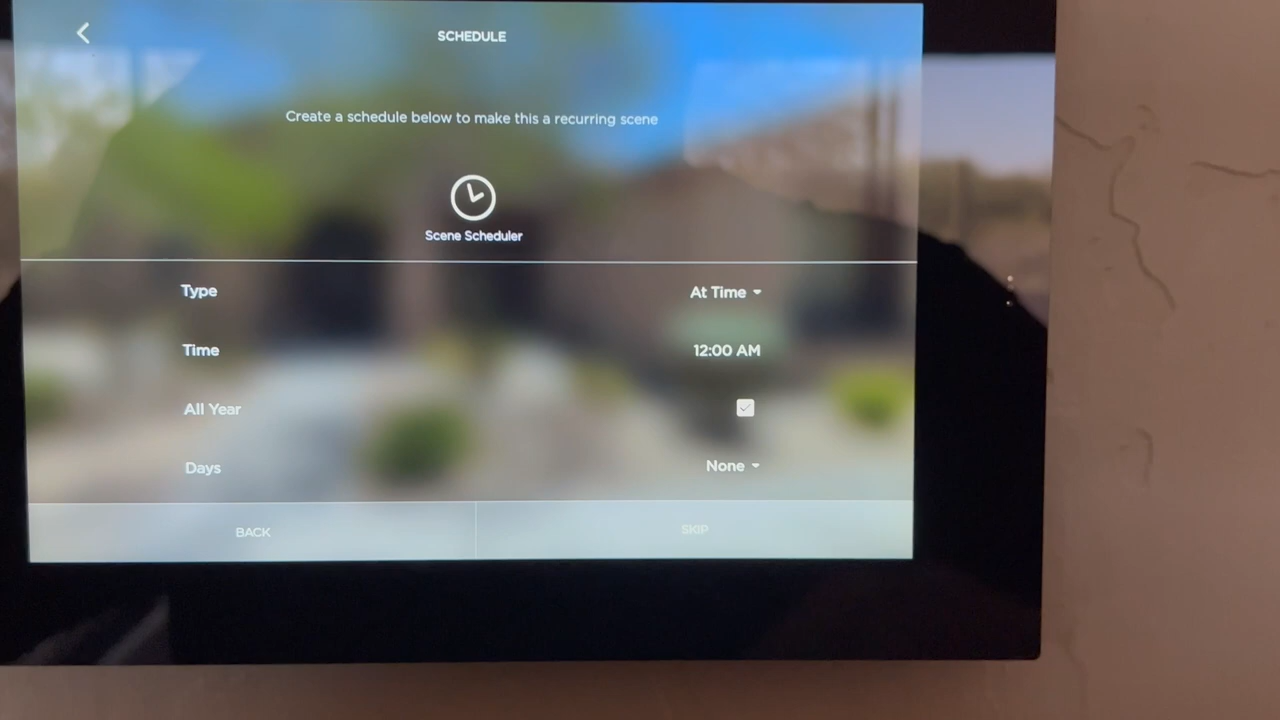 SCHEDULE
Create a schedule below to make this a recurring scene
Scene Scheduler
Type At Time
Time 12:00 AM
All Year
Days None
BACK SKIP